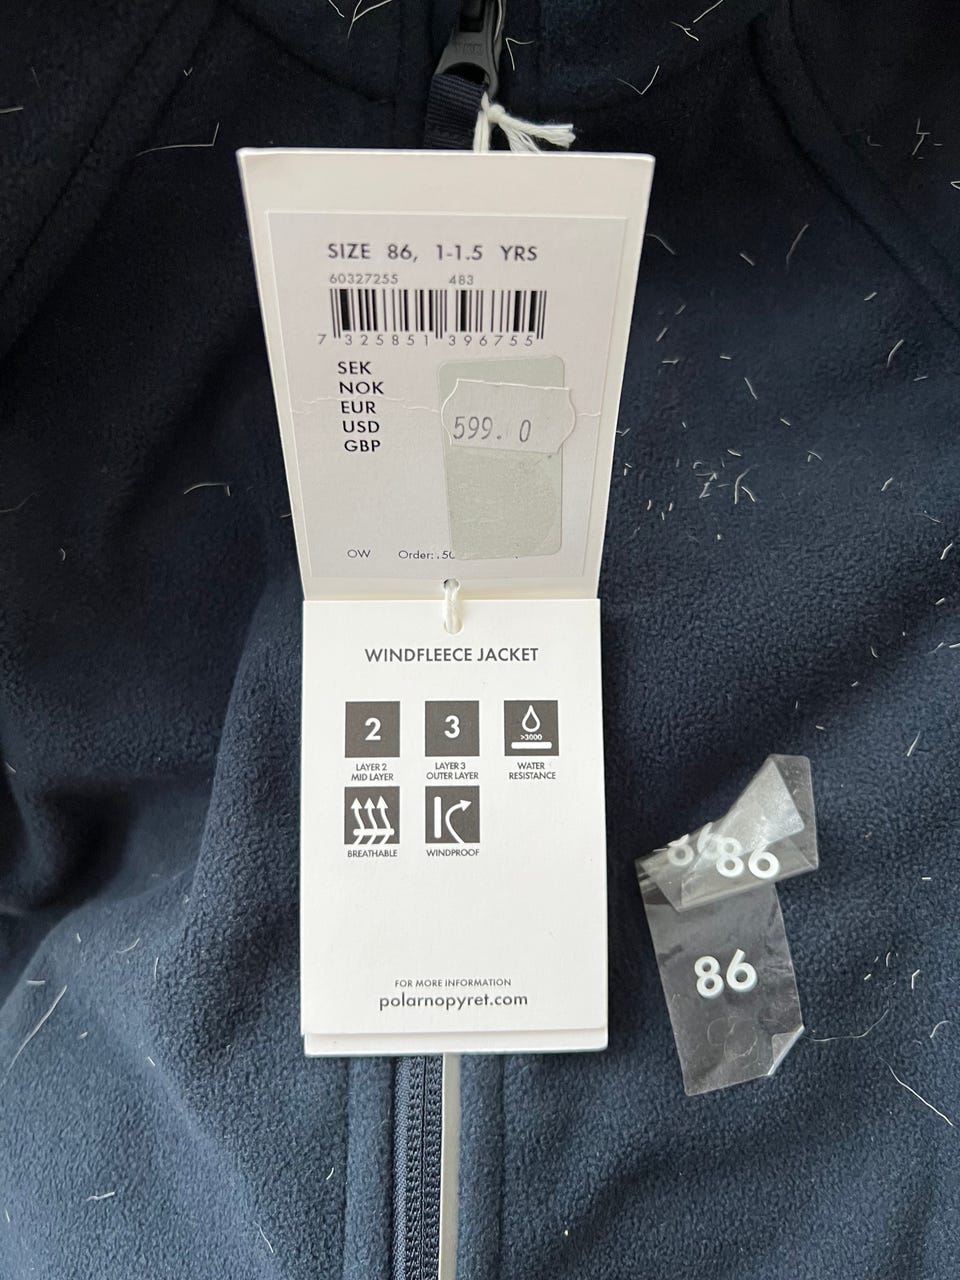 YKK
SIZE 86, 1-1.5 YRS
60327255 483
7 325851 396755
SEK
NOK
EUR
USD
GBP
599. 0
OW Order:
WINDFLEECE JACKET
2 3 >3000
LAYER 2 LAYER 3 WATER
MID LAYER OUTER LAYER RESISTANCE
BREATHABLE WINDPROOF
FOR MORE INFORMATION
polarnopyret.com
86 86
86